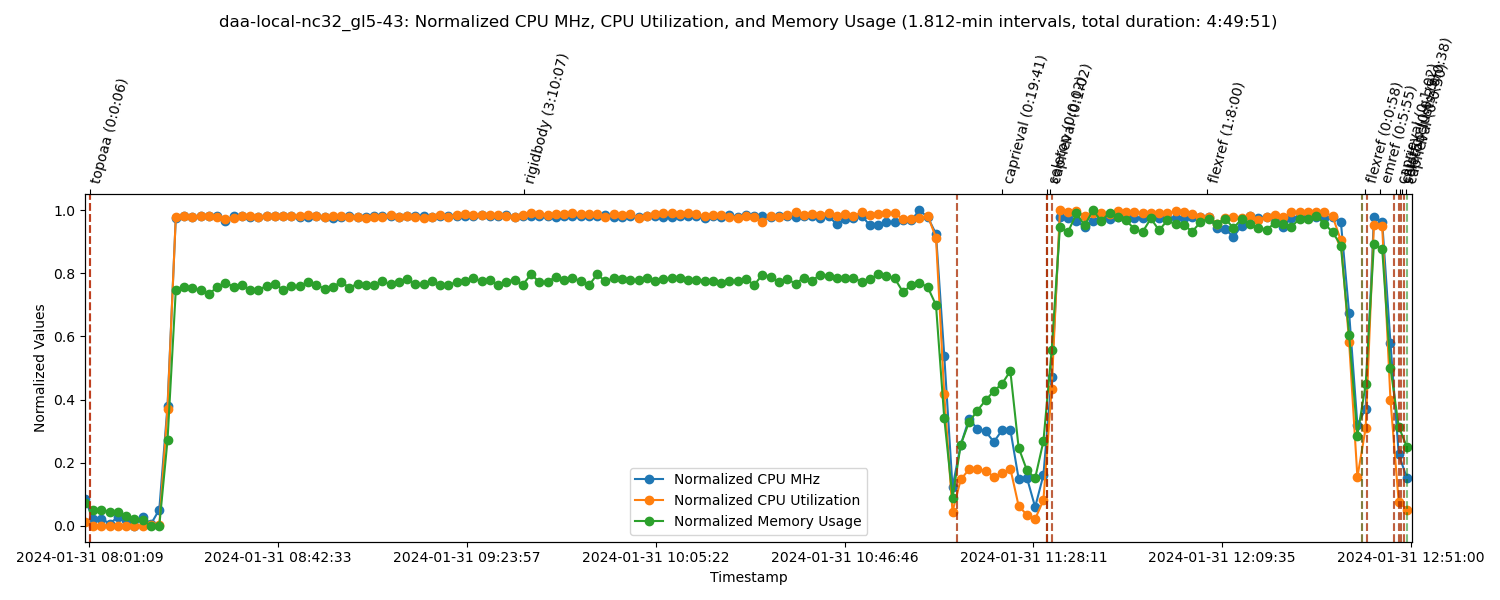 daa-local-nc32_gl5-43: Normalized CPU MHz, CPU Utilization, and Memory Usage (1.812-min intervals, total duration: 4:49:51)
topoaa (0:0:06)
rigidbody (3:10:07)
caprieval (0:19:41)
caprieval (0:1:02)
flexref (1:8:00)
flexref (0:0:58)
emref (0:5:55)
1.0
0.8
0.6
0.4
0.2
0.0
Normalized Values
Normalized CPU MHz
Normalized CPU Utilization
Normalized Memory Usage
2024-01-31 08:01:09
2024-01-31 08:42:33
2024-01-31 09:23:57
2024-01-31 10:05:22
2024-01-31 10:46:46
2024-01-31 11:28:11
2024-01-31 12:09:35
2024-01-31 12:51:00
Timestamp